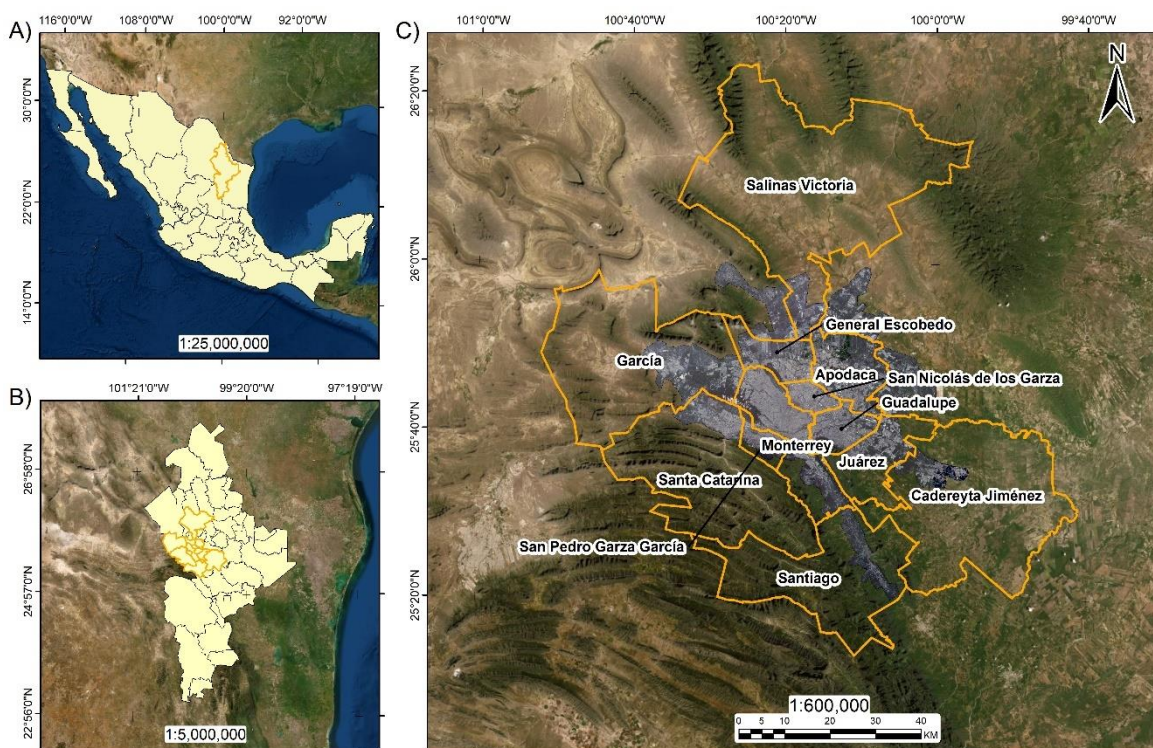 A)
116°0'0"W
108°0'0"W
100°0'0"W
92°0'0"W
30°0'0"N
22°0'0"N
14°0'0"N
1:25,000,000
B)
101°21'0"W
99°20'0"W
97°19'0"W
26°58'0"N
24°57'0"N
22°56'0"N
1:5,000,000
C)
101°0'0"W
100°40'0"W
100°20'0"W
100°0'0"W
99°40'0"W
26°20'0"N
26°0'0"N
25°40'0"N
25°20'0"N
N
Salinas Victoria
General Escobedo
García
Apodaca
San Nicolás de los Garza
Guadalupe
Monterrey
Juárez
Santa Catarina
Cadereyta Jiménez
San Pedro Garza García
Santiago
1:600,000
0 5 10 20 30 40
KM